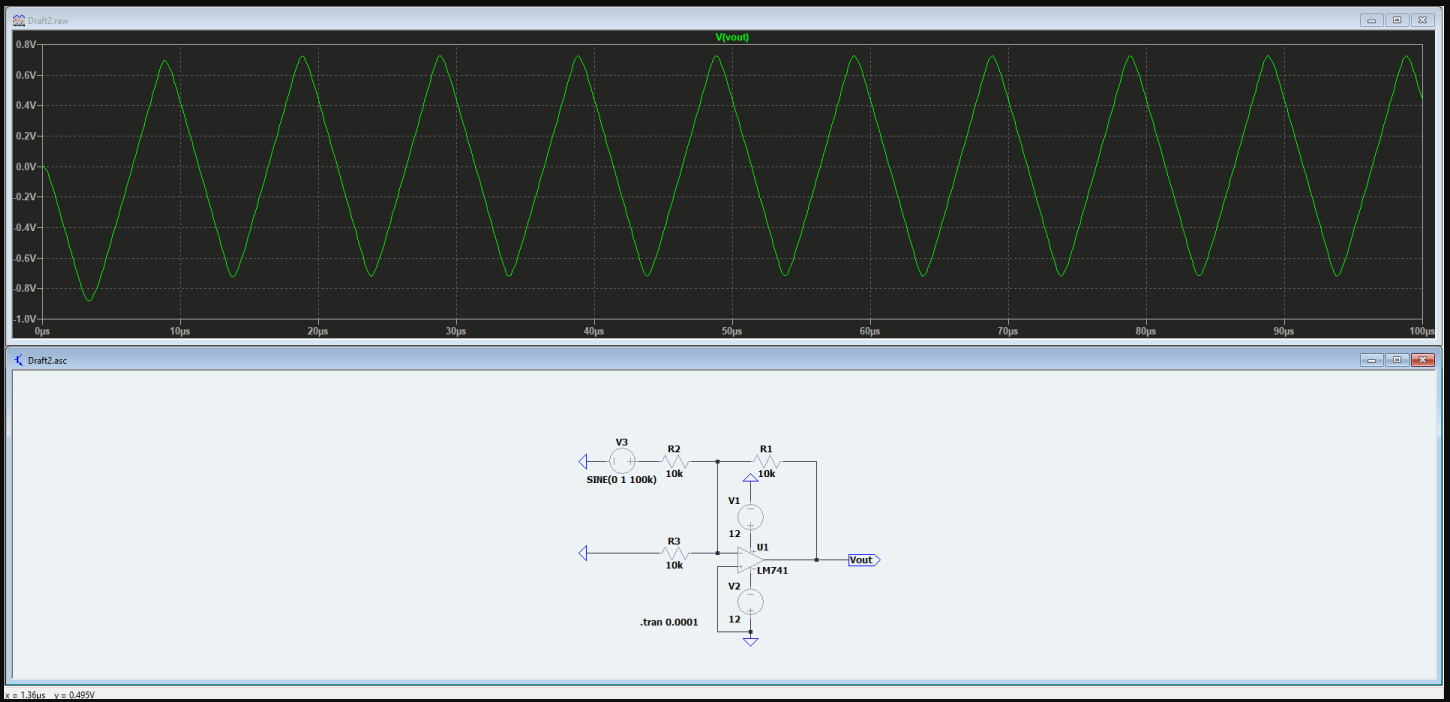 Draft2.raw
V(vout)
0.8V
0.6V
0.4V
0.2V
0.0V
-0.2V
-0.4V
-0.6V
-0.8V
-1.0V
0µs 10µs 20µs 30µs 40µs 50µs 60µs 70µs 80µs 90µs 100µs
Draft2.asc
V3 R2 R1
SINE(0 1 100k) 10k 10k
V1
12
R3 U1
10k LM741 Vout
V2
12
.tran 0.0001
x = 1.36µs y = 0.495V